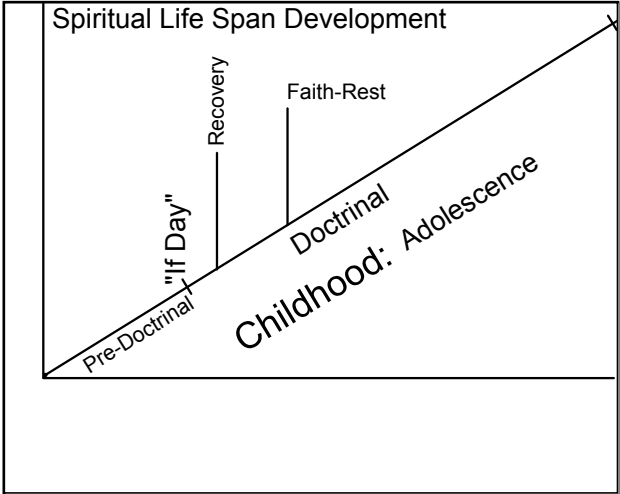 Spiritual Life Span Development
Recovery
Faith-Rest
"If Day"
Doctrinal
Pre-Doctrinal
Childhood: Adolescence